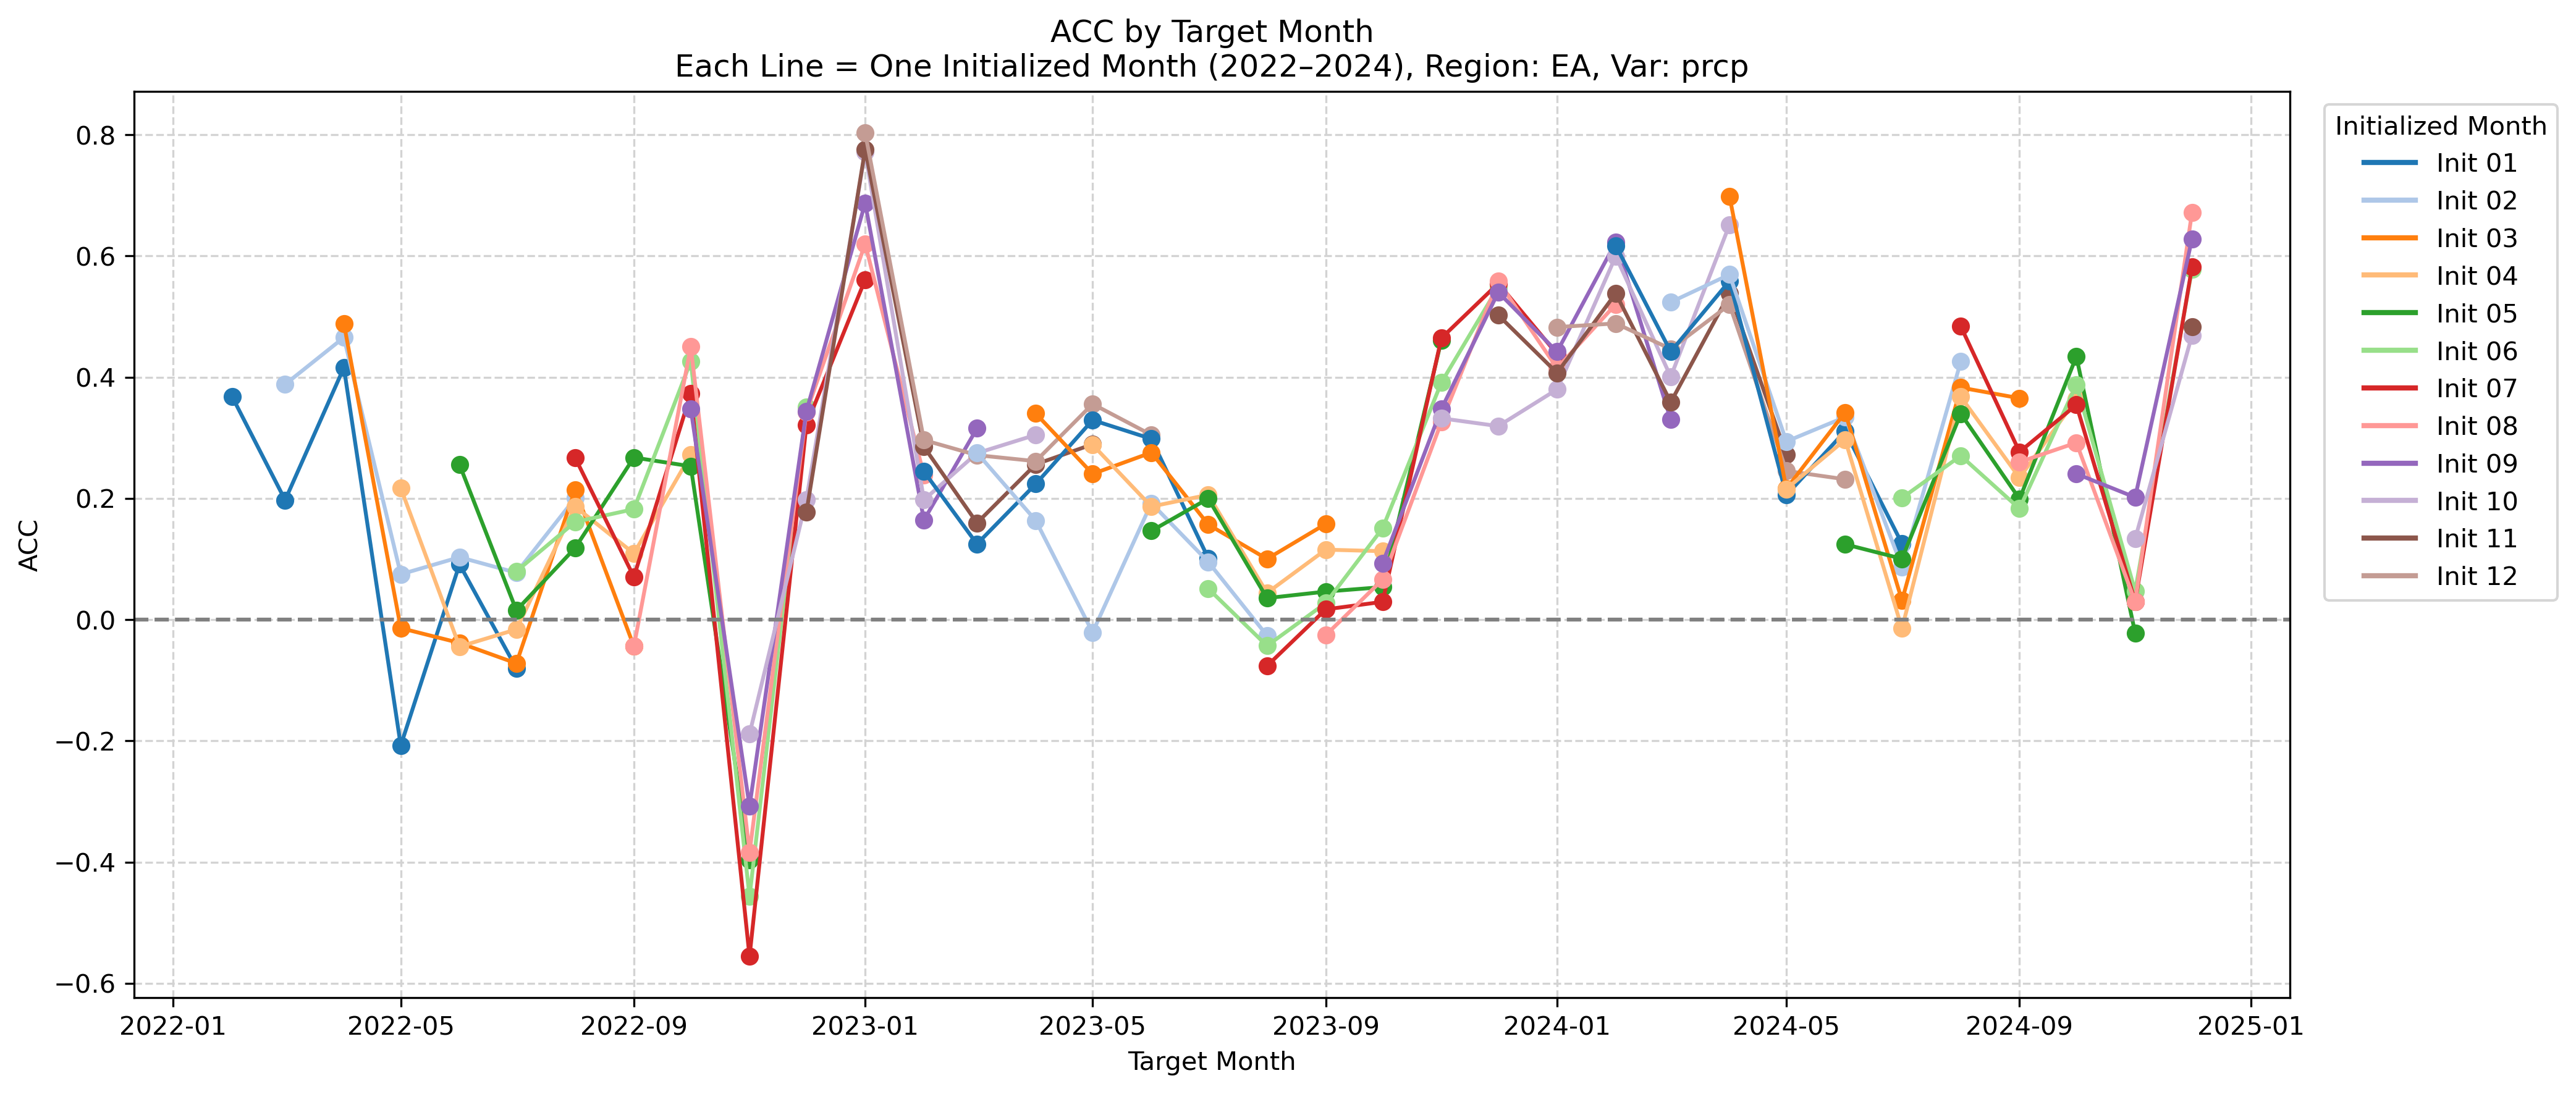 ACC by Target Month
Each Line = One Initialized Month (2022–2024), Region: EA, Var: prcp
ACC
0.8
0.6
0.4
0.2
0.0
−0.2
−0.4
−0.6
2022-01
2022-05
2022-09
2023-01
2023-05
2023-09
2024-01
2024-05
2024-09
2025-01
Target Month
Initialized Month
Init 01
Init 02
Init 03
Init 04
Init 05
Init 06
Init 07
Init 08
Init 09
Init 10
Init 11
Init 12